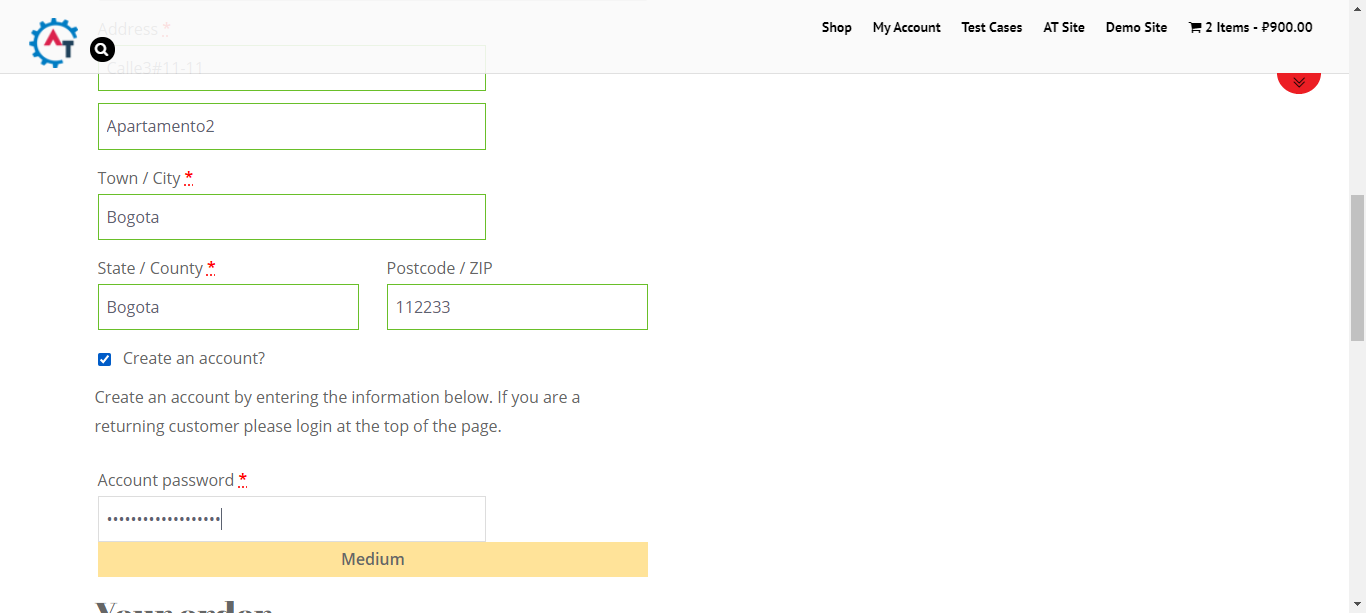 Address *
Shop My Account Test Cases AT Site Demo Site 2 Items - ₽900.00
AT
Calle3#11-11
Apartamento2
Town / City *
Bogota
State / County * Postcode / ZIP
Bogota 112233
Create an account?
Create an account by entering the information below. If you are a
returning customer please login at the top of the page.
Account password *
•••••••••••••••••••
Medium
Your order